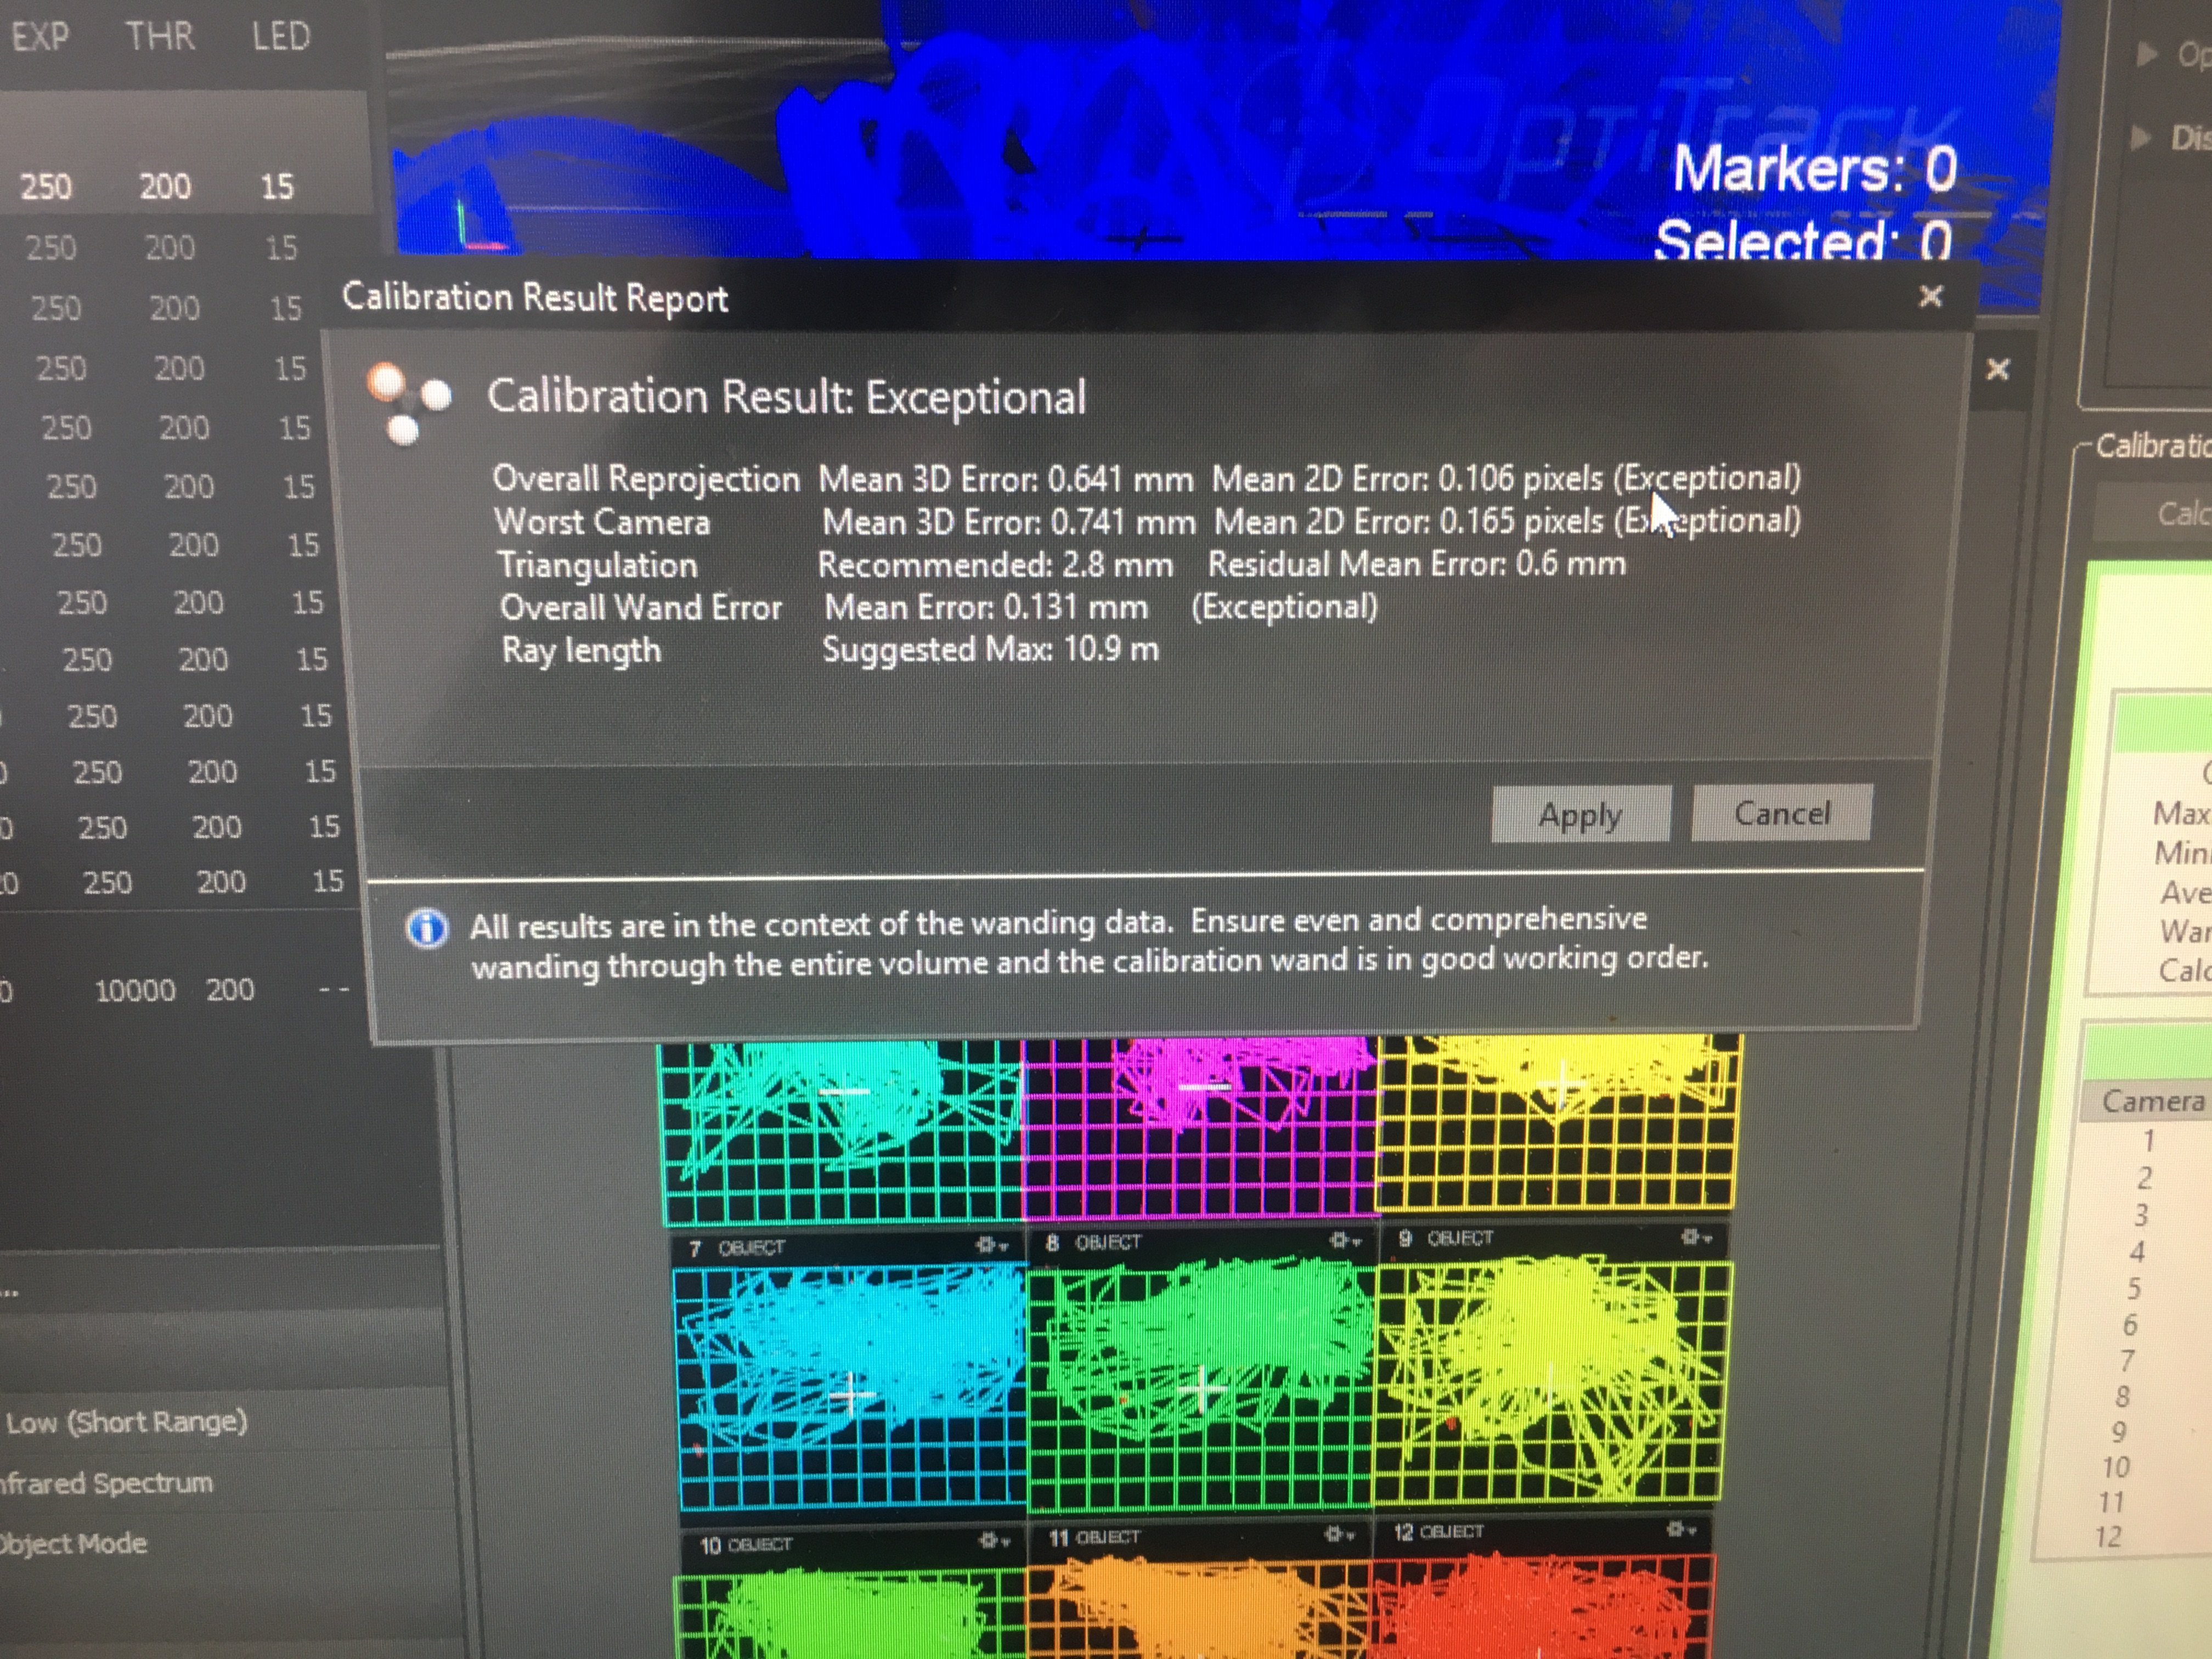 EXP THR LED
250 200 15
250 200 15
250 200 15
250 200 15
250 200 15
250 200 15
250 200 15
250 200 15
250 200 15
250 200 15
250 200 15
250 200 15
250 200 15
10000 200 --
Low (Short Range)
nfrared Spectrum
Object Mode
OptiTrack
Markers: 0
Selected: 0
Calibration Result Report
Calibration Result: Exceptional
Overall Reprojection Mean 3D Error: 0.641 mm Mean 2D Error: 0.106 pixels (Exceptional)
Worst Camera Mean 3D Error: 0.741 mm Mean 2D Error: 0.165 pixels (Exceptional)
Triangulation Recommended: 2.8 mm Residual Mean Error: 0.6 mm
Overall Wand Error Mean Error: 0.131 mm (Exceptional)
Ray length Suggested Max: 10.9 m
Apply Cancel
All results are in the context of the wanding data. Ensure even and comprehensive
wanding through the entire volume and the calibration wand is in good working order.
7 OBJECT
8 OBJECT
9 OBJECT
10 OBJECT
11 OBJECT
12 OBJECT
Op
Dis
Calibratio
Calc
Max
Mini
Ave
Wan
Calc
Camera
1
2
3
4
5
6
7
8
9
10
11
12